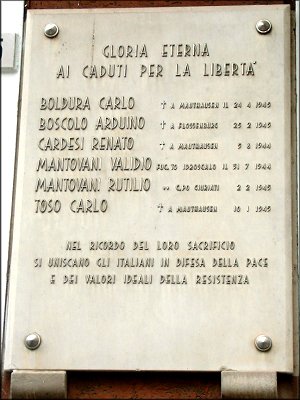 GLORIA ETERNA
AI CADUTI PER LA LIBERTA'
BOLDURA CARLO † A MAUTHAUSEN IL 24 4 1945
BOSCOLO ARDUINO † A FLOSSENBURG 25 2 1945
CARDESI RENATO † A MAUTHAUSEN 5 8 1944
MANTOVANI VALIDIO FUC. TO IDROSCALO IL 31 7 1944
MANTOVANI RUTILIO " C.PO GIURIATI 2 2 1945
TOSO CARLO † A MAUTHAUSEN 10 1 1945
NEL RICORDO DEL LORO SACRIFICIO
SI UNISCANO GLI ITALIANI IN DIFESA DELLA PACE
E DEI VALORI IDEALI DELLA RESISTENZA